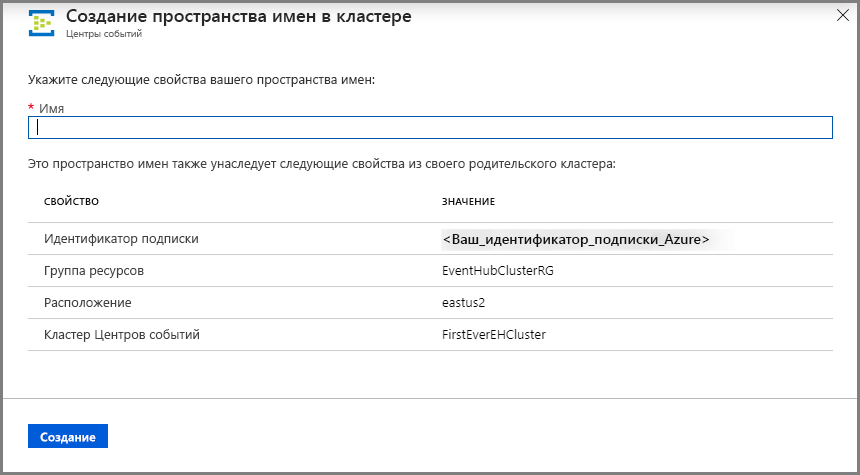 Создание пространства имен в кластере
Центры событий
Укажите следующие свойства вашего пространства имен:
* Имя
Это пространство имен также унаследует следующие свойства из своего родительского кластера:
СВОЙСТВО ЗНАЧЕНИЕ
Идентификатор подписки <Ваш_идентификатор_подписки_Azure>
Группа ресурсов EventHubClusterRG
Расположение eastus2
Кластер Центров событий FirstEverEHCluster
Создание